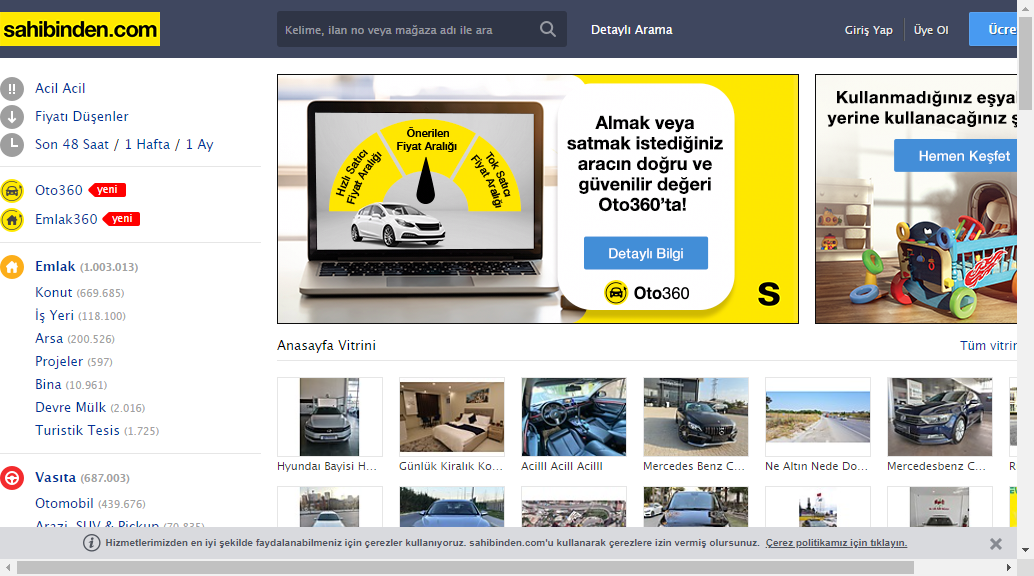 sahibinden.com
Kelime, ilan no veya mağaza adı ile ara
Detaylı Arama
Giriş Yap
Üye Ol
Ücre
Acil Acil
Fiyatı Düşenler
Son 48 Saat / 1 Hafta / 1 Ay
Oto360 yeni
Emlak360 yeni
Emlak (1.003.013)
Konut (669.685)
İş Yeri (118.100)
Arsa (200.526)
Projeler (597)
Bina (10.961)
Devre Mülk (2.016)
Turistik Tesis (1.725)
Vasıta (687.003)
Otomobil (439.676)
Arazi, SUV & Pickup (70.835)
Hızlı Satıcı
Fiyat Aralığı
Önerilen
Fiyat Aralığı
Tok Satıcı
Fiyat Aralığı
Almak veya
satmak istediğiniz
aracın doğru ve
güvenilir değeri
Oto360'ta!
Detaylı Bilgi
Oto360
S
Kullanmadığınız eşya
yerine kullanacağınız ş
Hemen Keşfet
Anasayfa Vitrini
Tüm vitrin
Hyundaı Bayisi H...
Günlük Kiralık Ko...
Acilll Acill Acilll
Mercedes Benz C...
Ne Altın Nede Do...
Mercedesbenz C...
Hizmetlerimizden en iyi şekilde faydalanabilmeniz için çerezler kullanıyoruz. sahibinden.com'u kullanarak çerezlere izin vermiş olursunuz. Çerez politikamız için tıklayın.